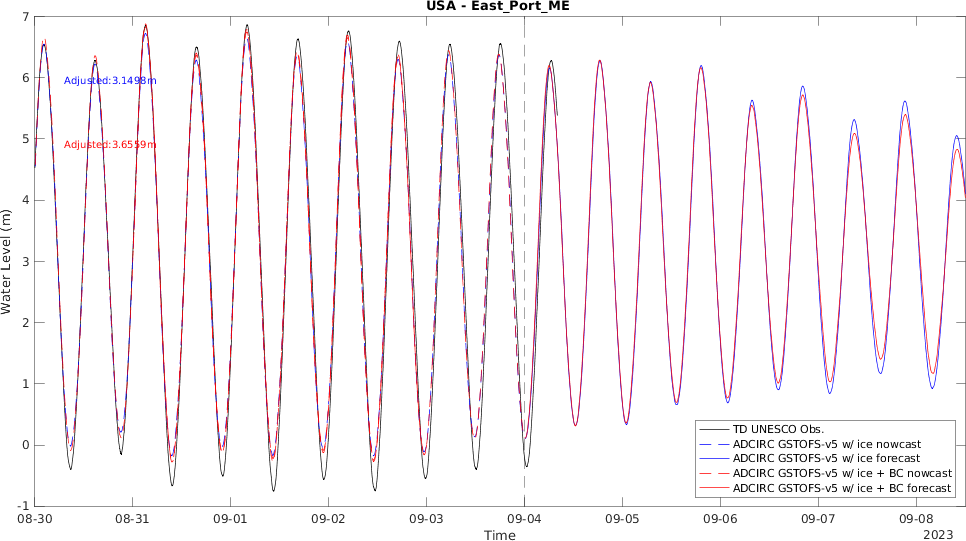 USA - East_Port_ME
7
6
5
4
3
2
1
0
-1
Water Level (m)
Adjusted:3.1498m
Adjusted:3.6559m
TD UNESCO Obs.
ADCIRC GSTOFS-v5 w/ ice nowcast
ADCIRC GSTOFS-v5 w/ ice forecast
ADCIRC GSTOFS-v5 w/ ice + BC nowcast
ADCIRC GSTOFS-v5 w/ ice + BC forecast
08-30 08-31 09-01 09-02 09-03 09-04 09-05 09-06 09-07 09-08
Time
2023